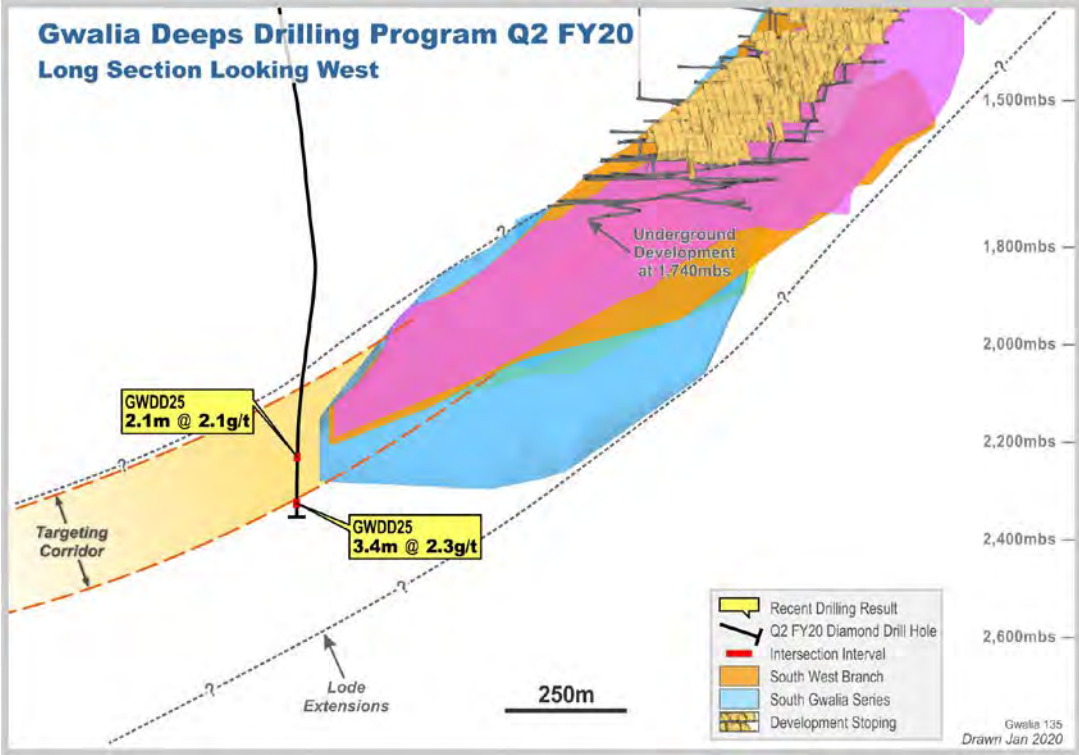 Gwalia Deeps Drilling Program Q2 FY20
Long Section Looking West
?
1,500mbs
Underground
Development
at 1,740mbs
1,800mbs
?
?
2,000mbs
GWDD25
2.1m @ 2.1g/t
2,200mbs
?
GWDD25
3.4m @ 2.3g/t
Targeting
Corridor
2,400mbs
?
Recent Drilling Result
Q2 FY20 Diamond Drill Hole
Intersection Interval
South West Branch
South Gwalia Series
Development Stoping
2,600mbs
?
Lode
Extensions
250m
Gwalia 135
Drawn Jan 2020